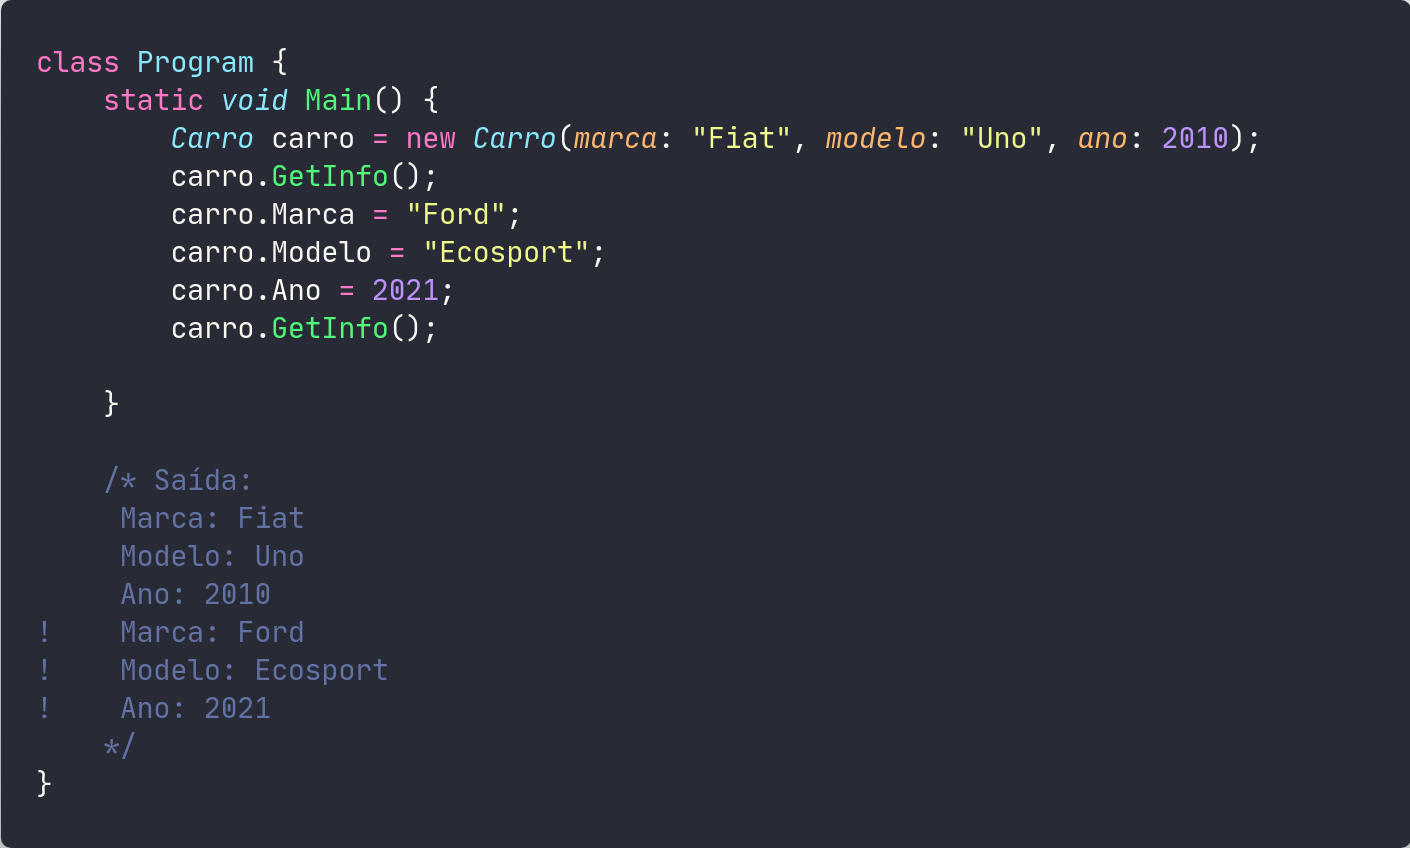 class Program {
    static void Main() {
        Carro carro = new Carro(marca: "Fiat", modelo: "Uno", ano: 2010);
        carro.GetInfo();
        carro.Marca = "Ford";
        carro.Modelo = "Ecosport";
        carro.Ano = 2021;
        carro.GetInfo();

    }

    /* Saída:
     Marca: Fiat
     Modelo: Uno
     Ano: 2010
!    Marca: Ford
!    Modelo: Ecosport
!    Ano: 2021
    */
}